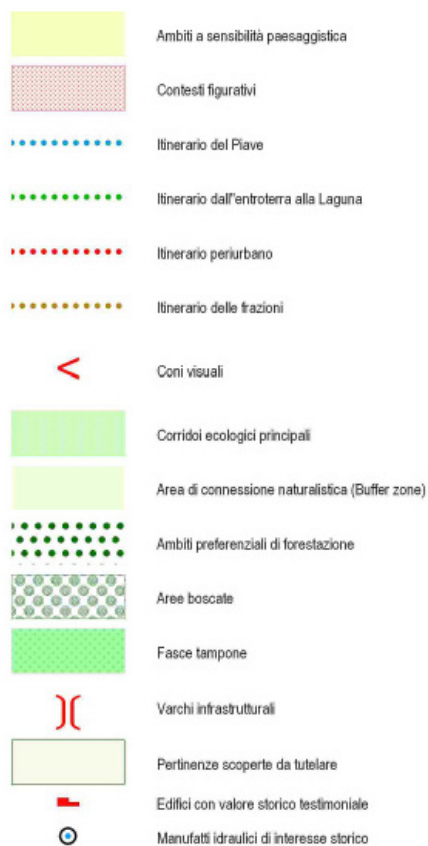 Ambiti a sensibilità paesaggistica
Contesti figurativi
Itinerario del Piave
Itinerario dall"entroterra alla Laguna
Itinerario periurbano
Itinerario delle frazioni
Coni visuali
Corridoi ecologici principali
Area di connessione naturalistica (Buffer zone)
Ambiti preferenziali di forestazione
Aree boscate
Fasce tampone
Varchi infrastrutturali
Pertinenze scoperte da tutelare
Edifici con valore storico testimoniale
Manufatti idraulici di interesse storico